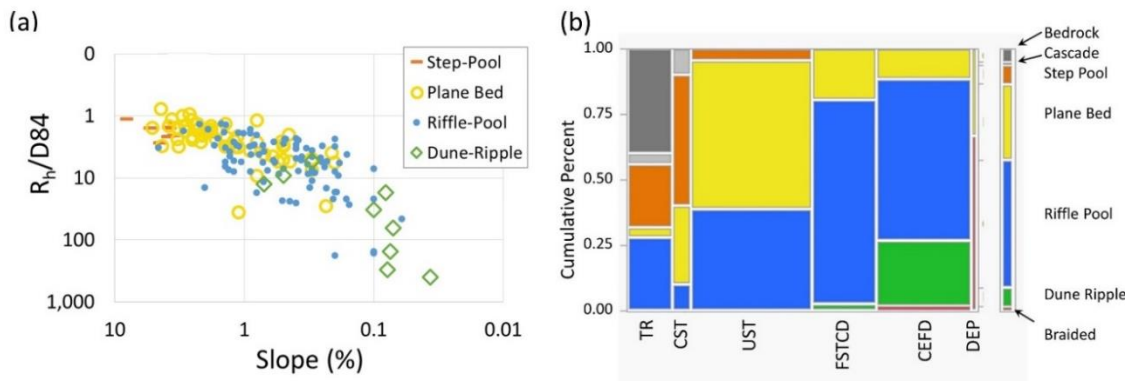 (a)
0
1
10
100
1,000
R_h/D84
10
1
0.1
0.01
Slope (%)
Step-Pool
Plane Bed
Riffle-Pool
Dune-Ripple
(b)
1.00
0.75
0.50
0.25
0.00
Cumulative Percent
TR
CST
UST
FSTCD
CEFD
DEP
Bedrock
Cascade
Step Pool
Plane Bed
Riffle Pool
Dune Ripple
Braided